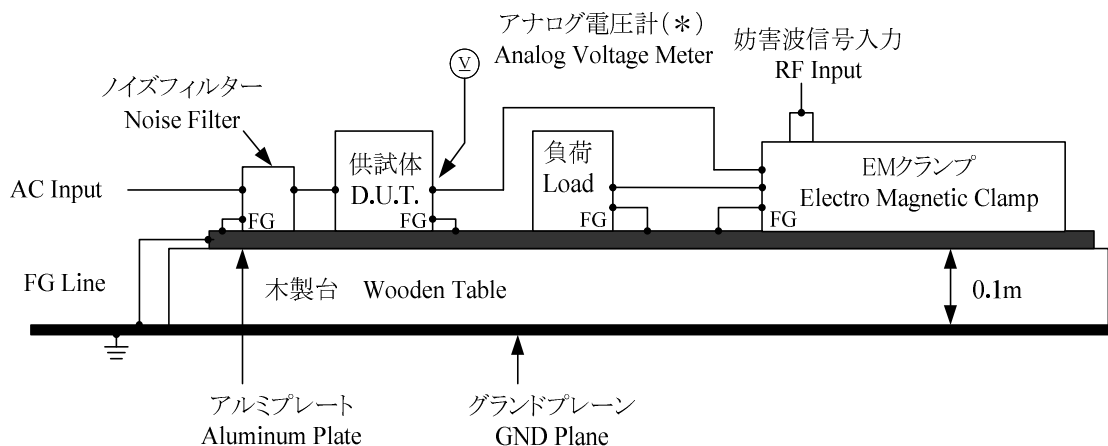 アナログ電圧計(＊)
Analog Voltage Meter
V
妨害波信号入力
RF Input
ノイズフィルター
Noise Filter
AC Input
FG
供試体
D.U.T.
FG
負荷
Load
FG
EMクランプ
Electro Magnetic Clamp
FG
FG Line
木製台 Wooden Table
0.1m
アルミプレート
Aluminum Plate
グランドプレーン
GND Plane